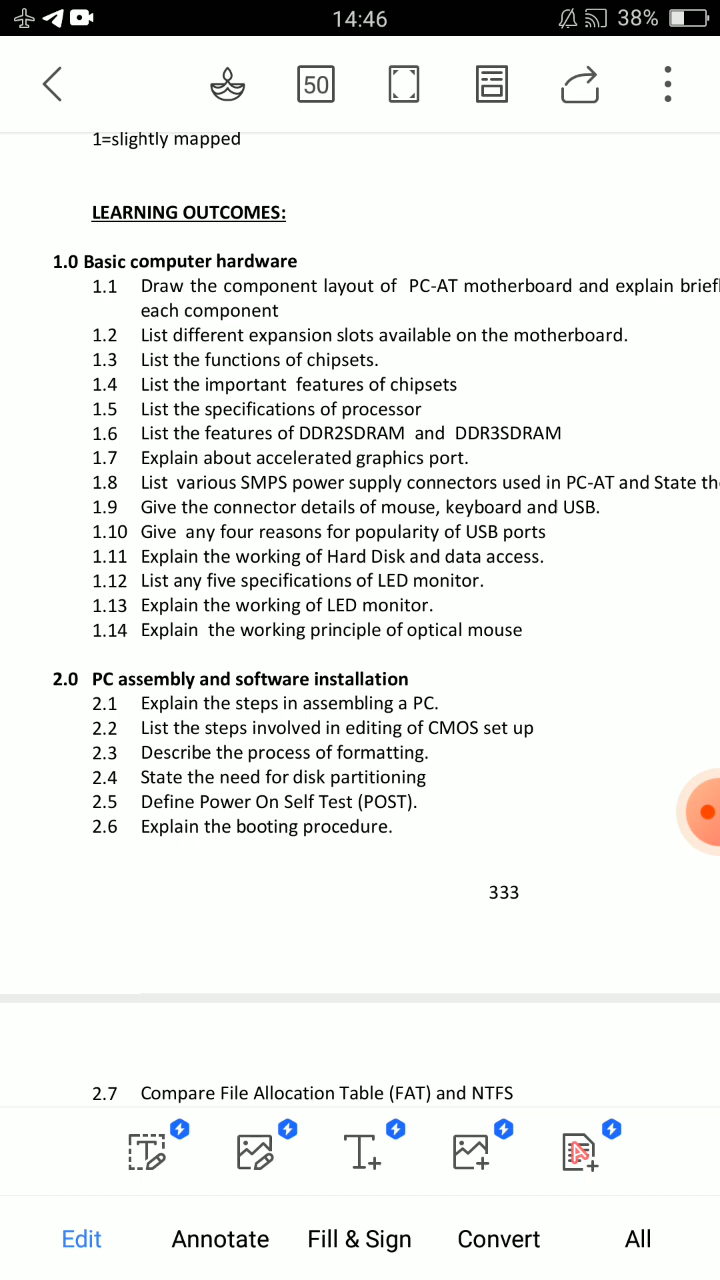 14:46
38%
50
1=slightly mapped
LEARNING OUTCOMES:
1.0 Basic computer hardware
1.1 Draw the component layout of PC-AT motherboard and explain
each component
1.2 List different expansion slots available on the motherboard.
1.3 List the functions of chipsets.
1.4 List the important features of chipsets
1.5 List the specifications of processor
1.6 List the features of DDR2SDRAM and DDR3SDRAM
1.7 Explain about accelerated graphics port.
1.8 List various SMPS power supply connectors used in PC-AT and State
1.9 Give the connector details of mouse, keyboard and USB.
1.10 Give any four reasons for popularity of USB ports
1.11 Explain the working of Hard Disk and data access.
1.12 List any five specifications of LED monitor.
1.13 Explain the working of LED monitor.
1.14 Explain the working principle of optical mouse
2.0 PC assembly and software installation
2.1 Explain the steps in assembling a PC.
2.2 List the steps involved in editing of CMOS set up
2.3 Describe the process of formatting.
2.4 State the need for disk partitioning
2.5 Define Power On Self Test (POST).
2.6 Explain the booting procedure.
333
2.7 Compare File Allocation Table (FAT) and NTFS
Edit Annotate Fill & Sign Convert All